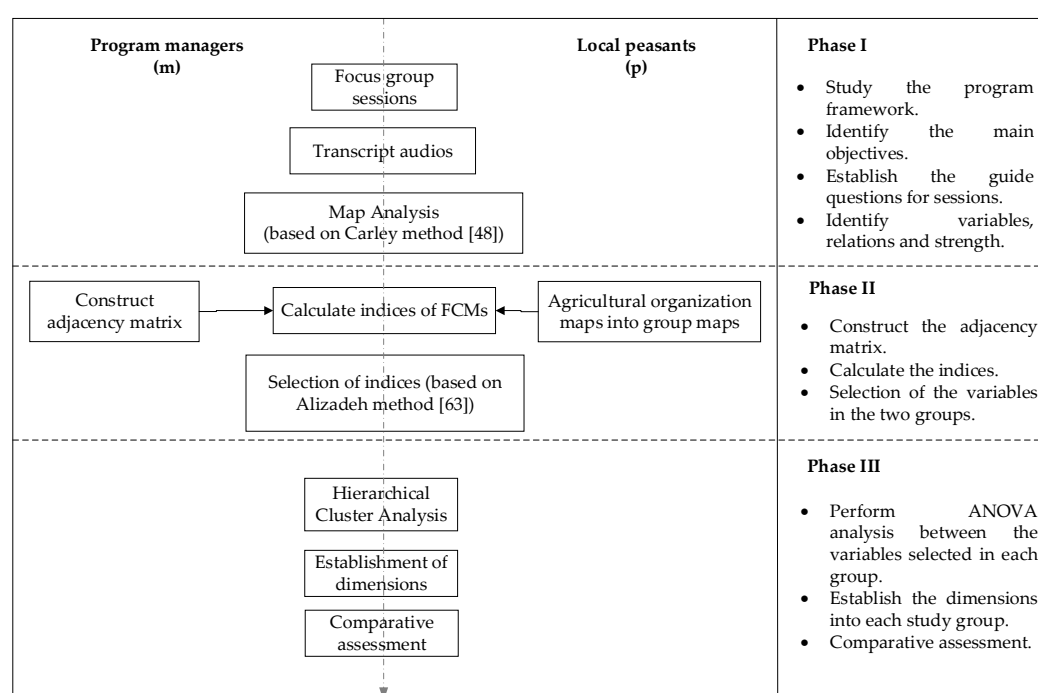 Program managers
(m)
Local peasants
(p)
Focus group
sessions
Transcript audios
Map Analysis
(based on Carley method [48])
Phase I
• Study the program
framework.
• Identify the main
objectives.
• Establish the guide
questions for sessions.
• Identify variables,
relations and strength.
Construct
adjacency matrix
Calculate indices of FCMs
Agricultural organization
maps into group maps
Selection of indices (based on
Alizadeh method [63])
Phase II
• Construct the adjacency
matrix.
• Calculate the indices.
• Selection of the variables
in the two groups.
Hierarchical
Cluster Analysis
Establishment of
dimensions
Comparative
assessment
Phase III
• Perform ANOVA
analysis between the
variables selected in each
group.
• Establish the dimensions
into each study group.
• Comparative assessment.